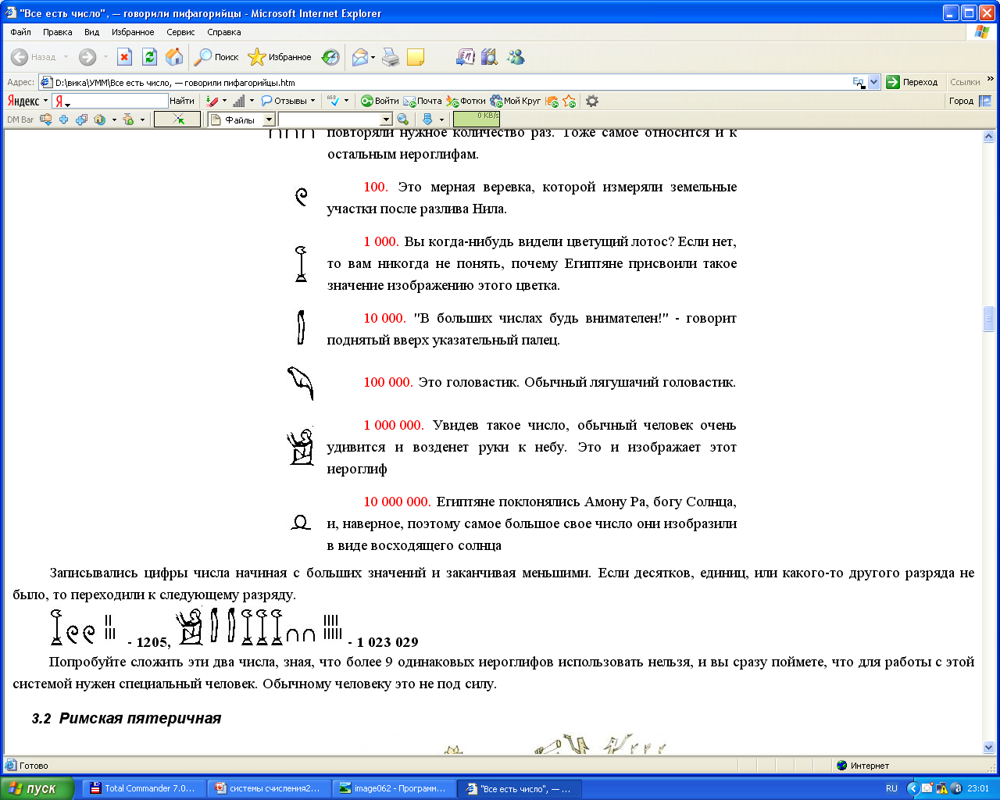 "Все есть число", — говорили пифагорийцы - Microsoft Internet Explorer
Файл Правка Вид Избранное Сервис Справка
Назад Поиск Избранное
Адрес: D:\вика\УММ\Все есть число, — говорили пифагорийцы.htm Переход Ссылки »
Яндекс Я Найти Отзывы Войти Почта Фотки Мой Круг Город
DM Bar Файлы 0 KB/s
повторяли нужное количество раз. Тоже самое относится и к
остальным иероглифам.
100. Это мерная веревка, которой измеряли земельные
участки после разлива Нила.
1 000. Вы когда-нибудь видели цветущий лотос? Если нет,
то вам никогда не понять, почему Египтяне присвоили такое
значение изображению этого цветка.
10 000. "В больших числах будь внимателен!" - говорит
поднятый вверх указательный палец.
100 000. Это головастик. Обычный лягушачий головастик.
1 000 000. Увидев такое число, обычный человек очень
удивится и возденет руки к небу. Это и изображает этот
иероглиф
10 000 000. Египтяне поклонялись Амону Ра, богу Солнца,
и, наверное, поэтому самое большое свое число они изобразили
в виде восходящего солнца
Записывались цифры числа начиная с больших значений и заканчивая меньшими. Если десятков, единиц, или какого-то другого разряда не
было, то переходили к следующему разряду.
- 1205, - 1 023 029
Попробуйте сложить эти два числа, зная, что более 9 одинаковых иероглифов использовать нельзя, и вы сразу поймете, что для работы с этой
системой нужен специальный человек. Обычному человеку это не под силу.
3.2 Римская пятеричная
Готово Интернет
пуск Total Commander 7.0... системы счисления2... image062 - Программ... "Все есть число", — ... RU 23:01